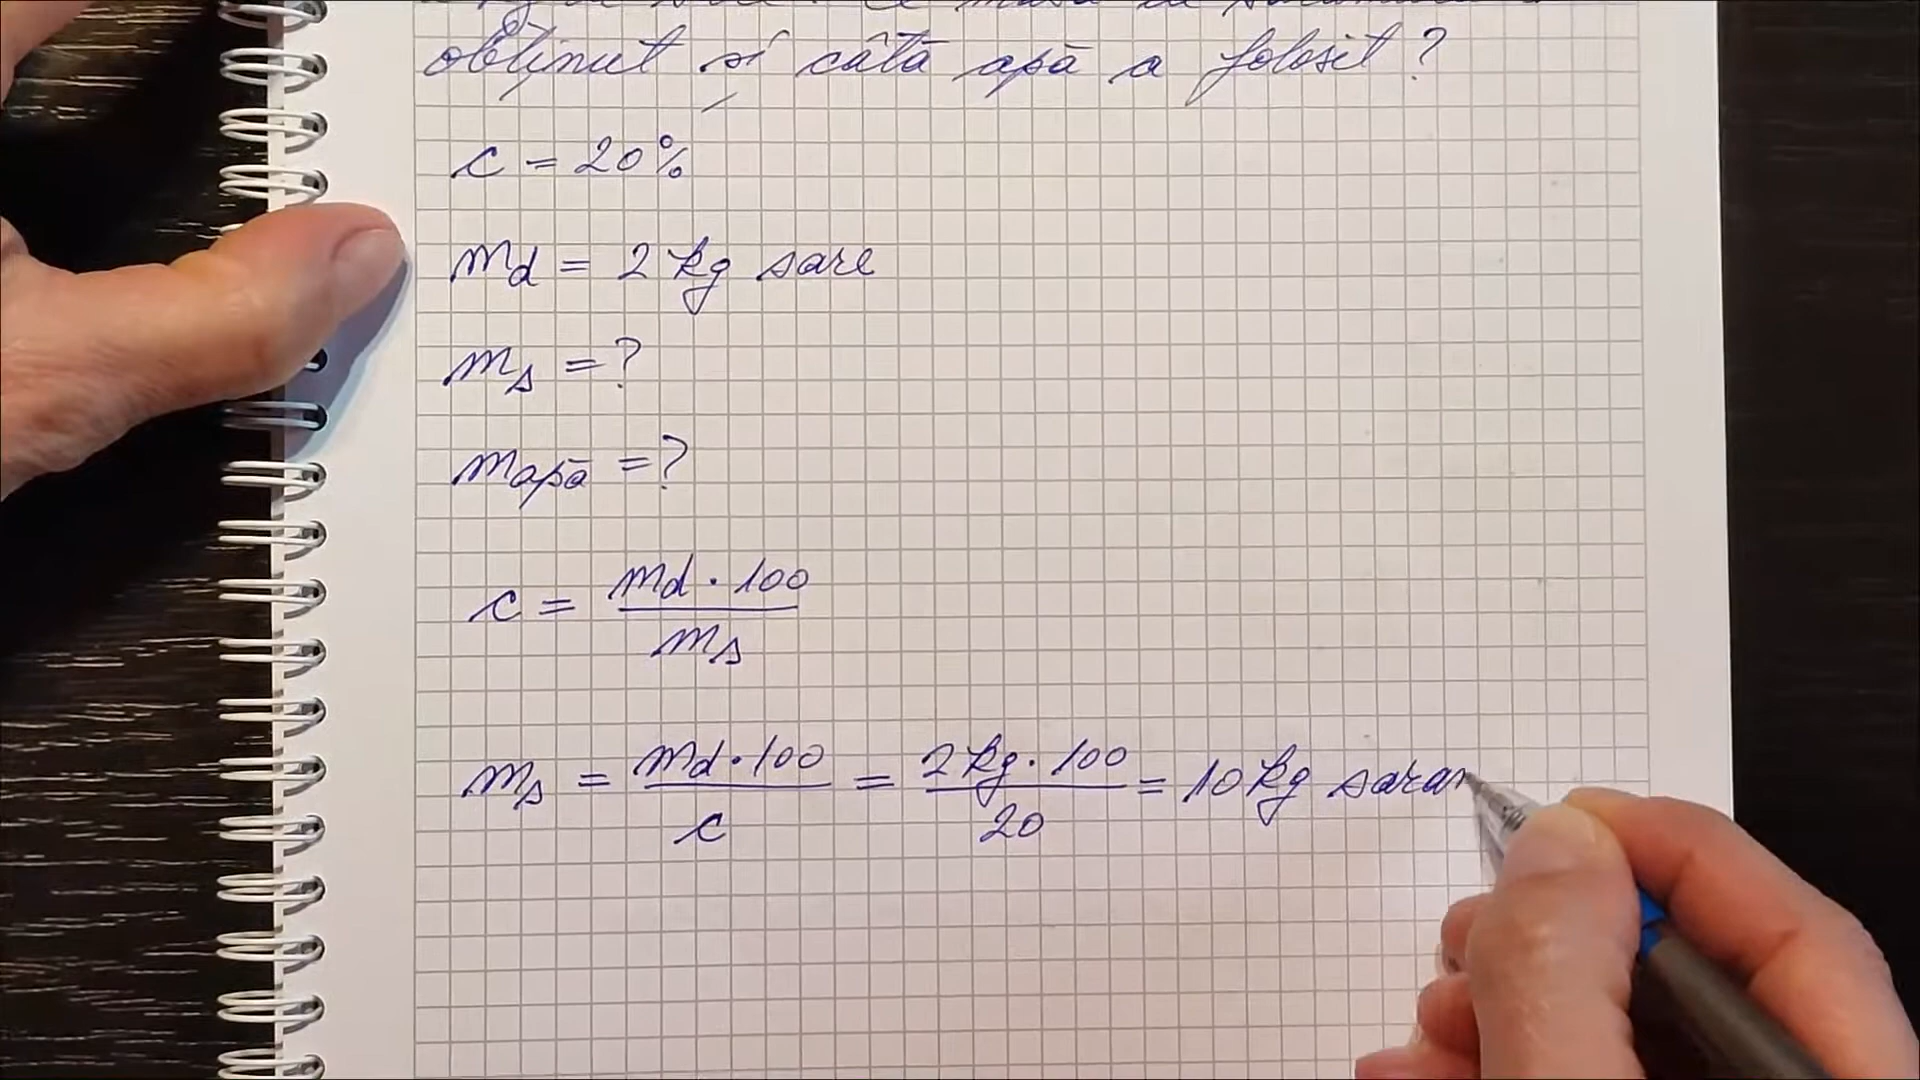 obținut și câtă apă a folosit?
c = 20%
md = 2 kg sare
ms = ?
mapă = ?
c = md · 100 / ms
ms = md · 100 / c = 2 kg · 100 / 20 = 10 kg saram